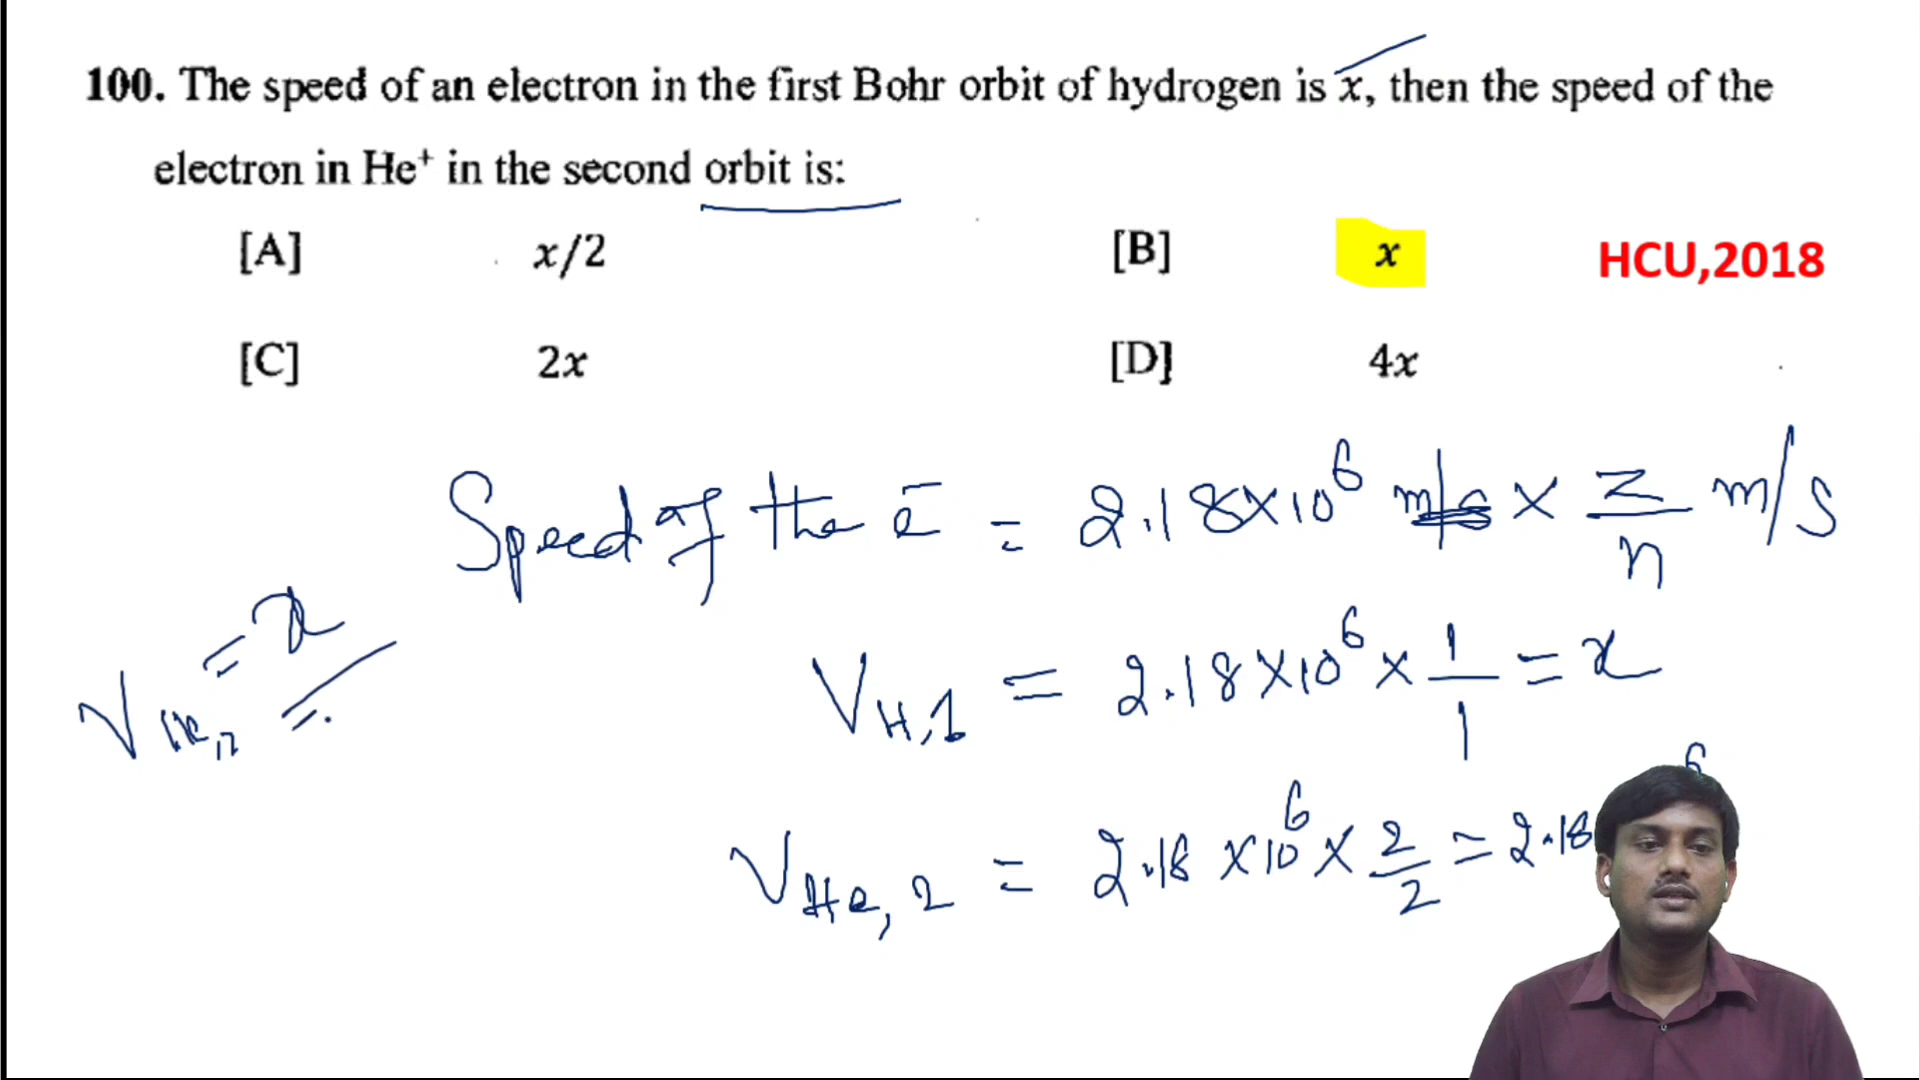 100. The speed of an electron in the first Bohr orbit of hydrogen is x, then the speed of the
electron in He⁺ in the second orbit is:
[A] x/2 [B] x HCU,2018
[C] 2x [D] 4x
Speed of the e⁻ = 2.18×10⁶ m/s × Z/n m/s
V_H,1 = 2.18×10⁶ × 1/1 = x
V_He,2 = x
V_He,2 = 2.18 ×10⁶ × 2/2 = 2.18